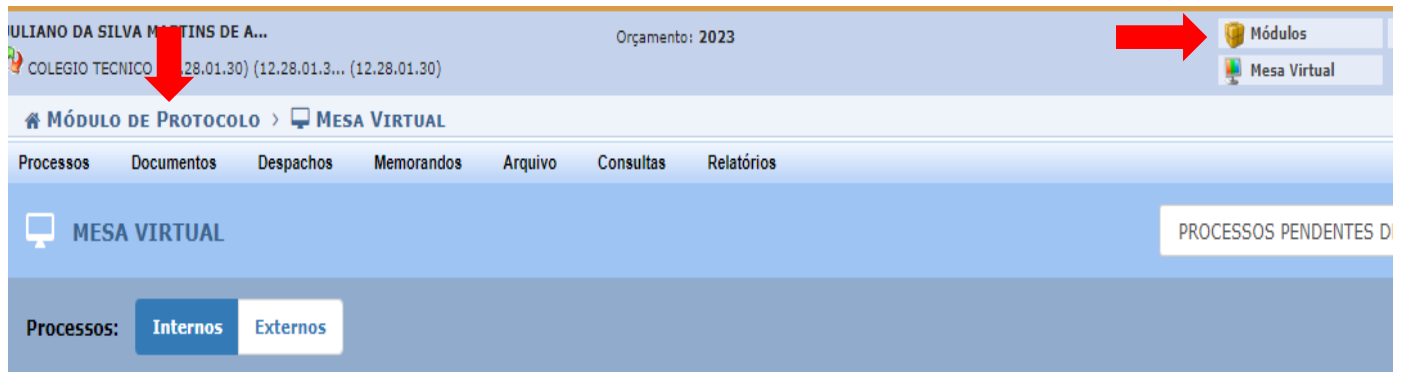 JULIANO DA SILVA MARTINS DE A...
Orçamento: 2023
Módulos
COLEGIO TECNICO 28.01.30) (12.28.01.3... (12.28.01.30)
Mesa Virtual
MÓDULO DE PROTOCOLO > MESA VIRTUAL
Processos Documentos Despachos Memorandos Arquivo Consultas Relatórios
MESA VIRTUAL
PROCESSOS PENDENTES
Processos: Internos Externos